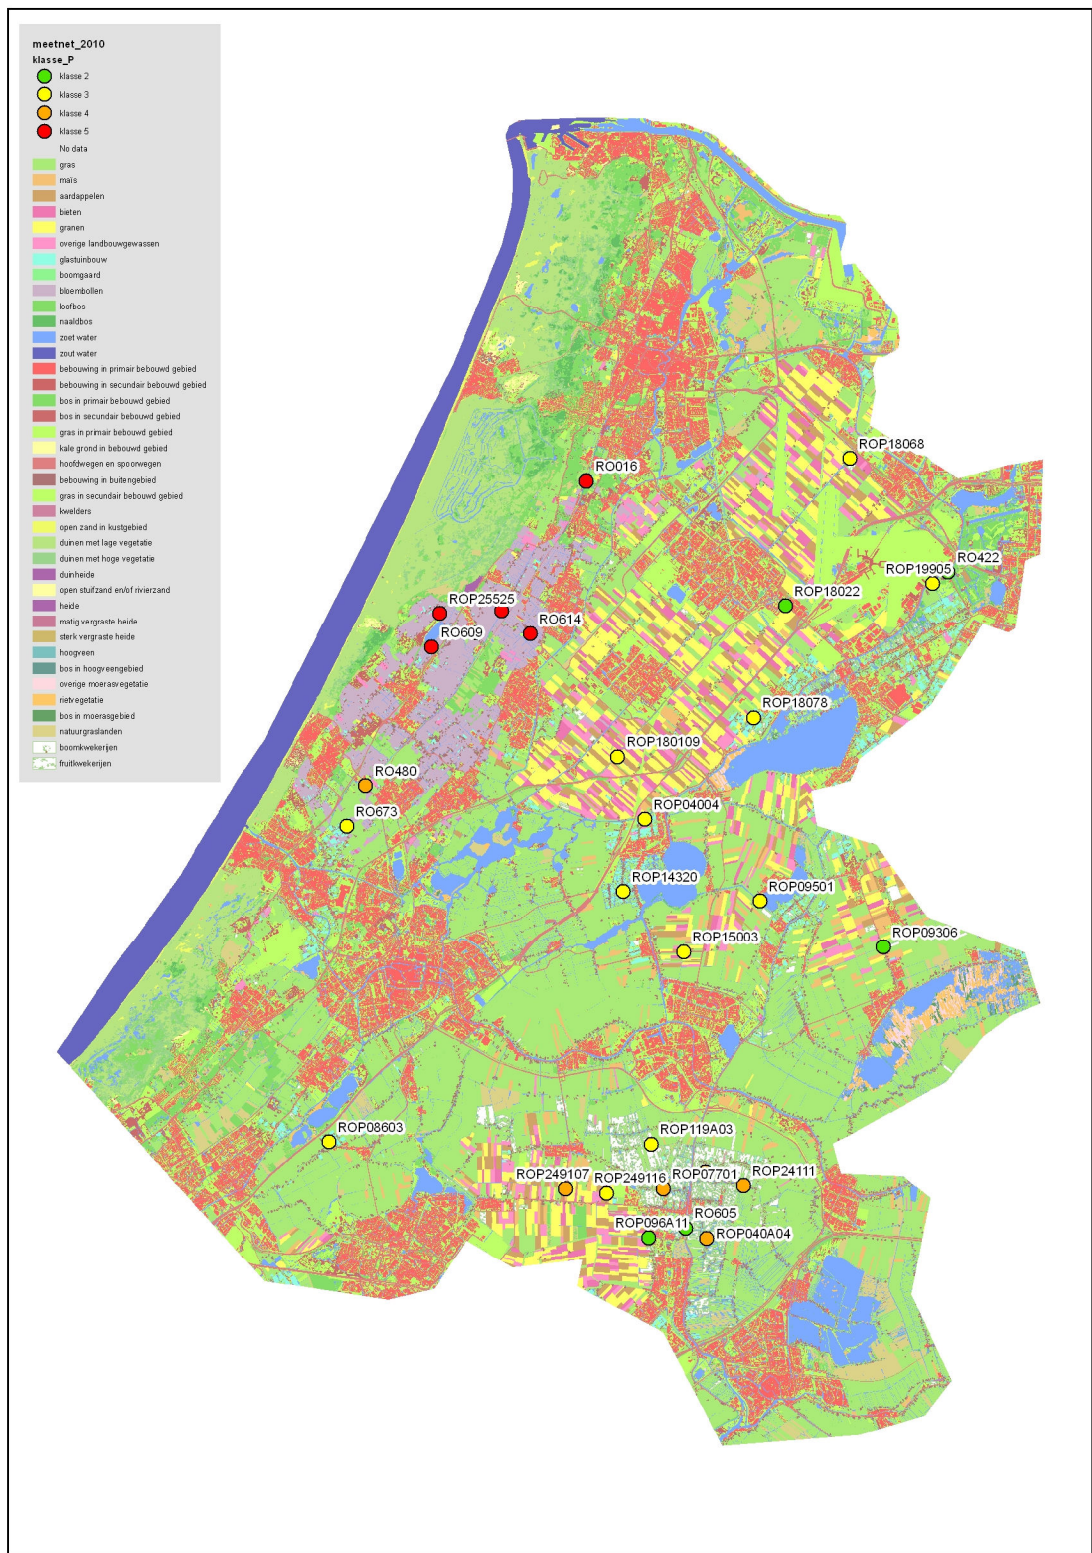 meetnet_2010
klasse_P
klasse 2
klasse 3
klasse 4
klasse 5
No data
gras
maïs
aardappelen
bieten
granen
overige landbouwgewassen
glastuinbouw
boomgaard
bloembollen
loofbos
naaldbos
zoet water
zout water
bebouwing in primair bebouwd gebied
bebouwing in secundair bebouwd gebied
bos in primair bebouwd gebied
bos in secundair bebouwd gebied
gras in primair bebouwd gebied
kale grond in bebouwd gebied
hoofdwegen en spoorwegen
bebouwing in buitengebied
gras in secundair bebouwd gebied
kwelders
open zand in kustgebied
duinen met lage vegetatie
duinen met hoge vegetatie
duinheide
open stuifzand en/of rivierzand
heide
matig vergraste heide
sterk vergraste heide
hoogveen
bos in hoogveengebied
overige moerasvegetatie
rietvegetatie
bos in moerasgebied
natuurgraslanden
boomkwekerijen
fruitkwekerijen
ROP18068
RO016
RO422
ROP19905
ROP18022
ROP25525
RO614
RO609
ROP18078
ROP180109
RO480
ROP04004
RO673
ROP14320
ROP09501
ROP15003
ROP09306
ROP08603
ROP119A03
ROP249107
ROP249116
ROP07701
ROP24111
RO605
ROP096A11
ROP040A04